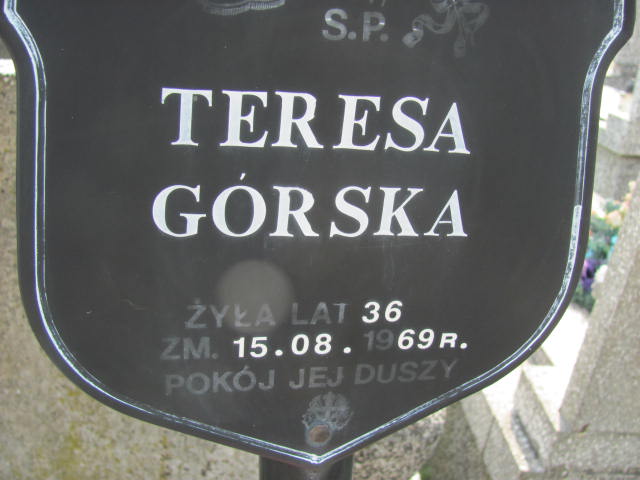 S.P.
TERESA
GÓRSKA
ŻYŁA LAT 36
ZM. 15.08.1969R.
POKÓJ JEJ DUSZY